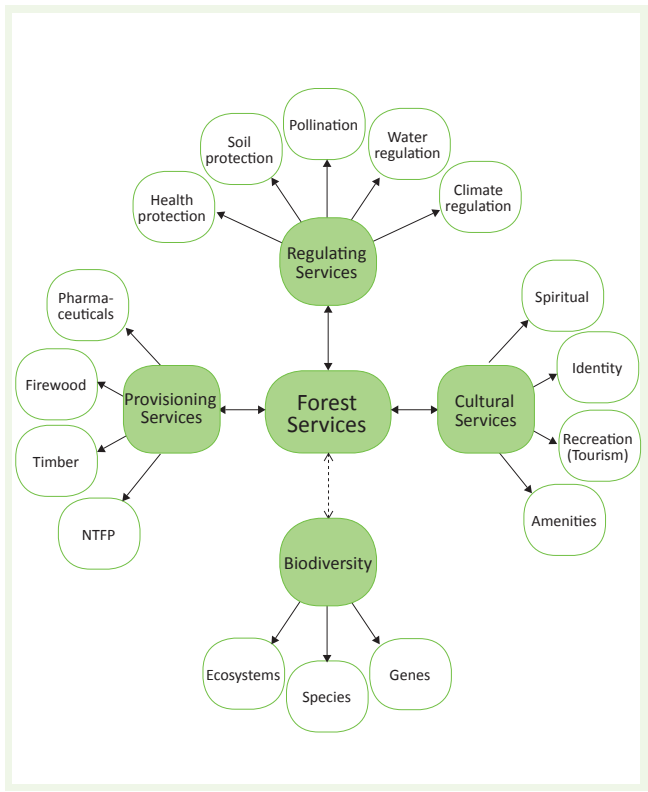 Pollination
Soil
protection
Water
regulation
Health
protection
Climate
regulation
Regulating
Services
Pharma-
ceuticals
Spiritual
Firewood
Identity
Provisioning
Services
Forest
Services
Cultural
Services
Timber
Recreation
(Tourism)
NTFP
Amenities
Biodiversity
Ecosystems
Species
Genes